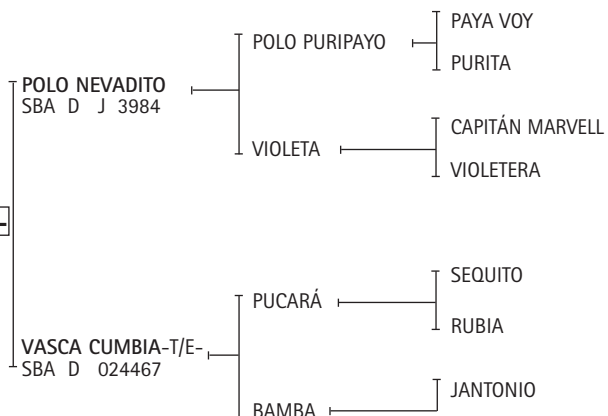 PAYA VOY
POLO PURIPAYO
PURITA
POLO NEVADITO
SBA D J 3984
CAPITÁN MARVELL
VIOLETA
VIOLETERA
SEQUITO
PUCARÁ
RUBIA
VASCA CUMBIA-T/E-
SBA D 024467
JANTONIO
BAMBA